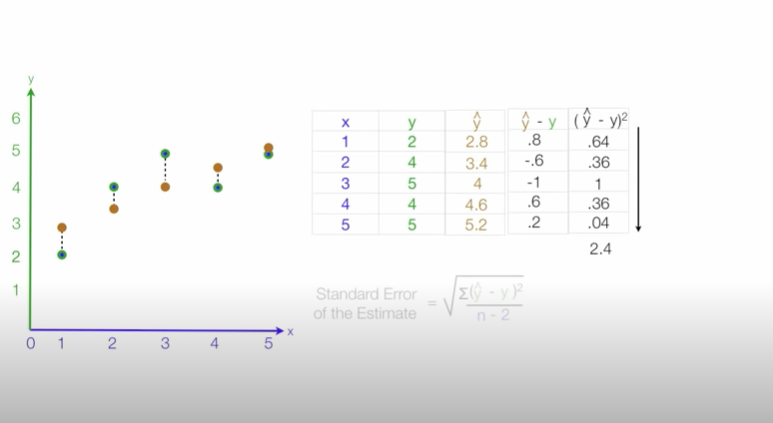 y
6
5
4
3
2
1
0 1 2 3 4 5 x
x y ŷ ŷ - y (ŷ - y)²
1 2 2.8 .8 .64
2 4 3.4 -.6 .36
3 5 4 -1 1
4 4 4.6 .6 .36
5 5 5.2 .2 .04
2.4
Standard Error of the Estimate = √ Σ(ŷ - y)²
n - 2